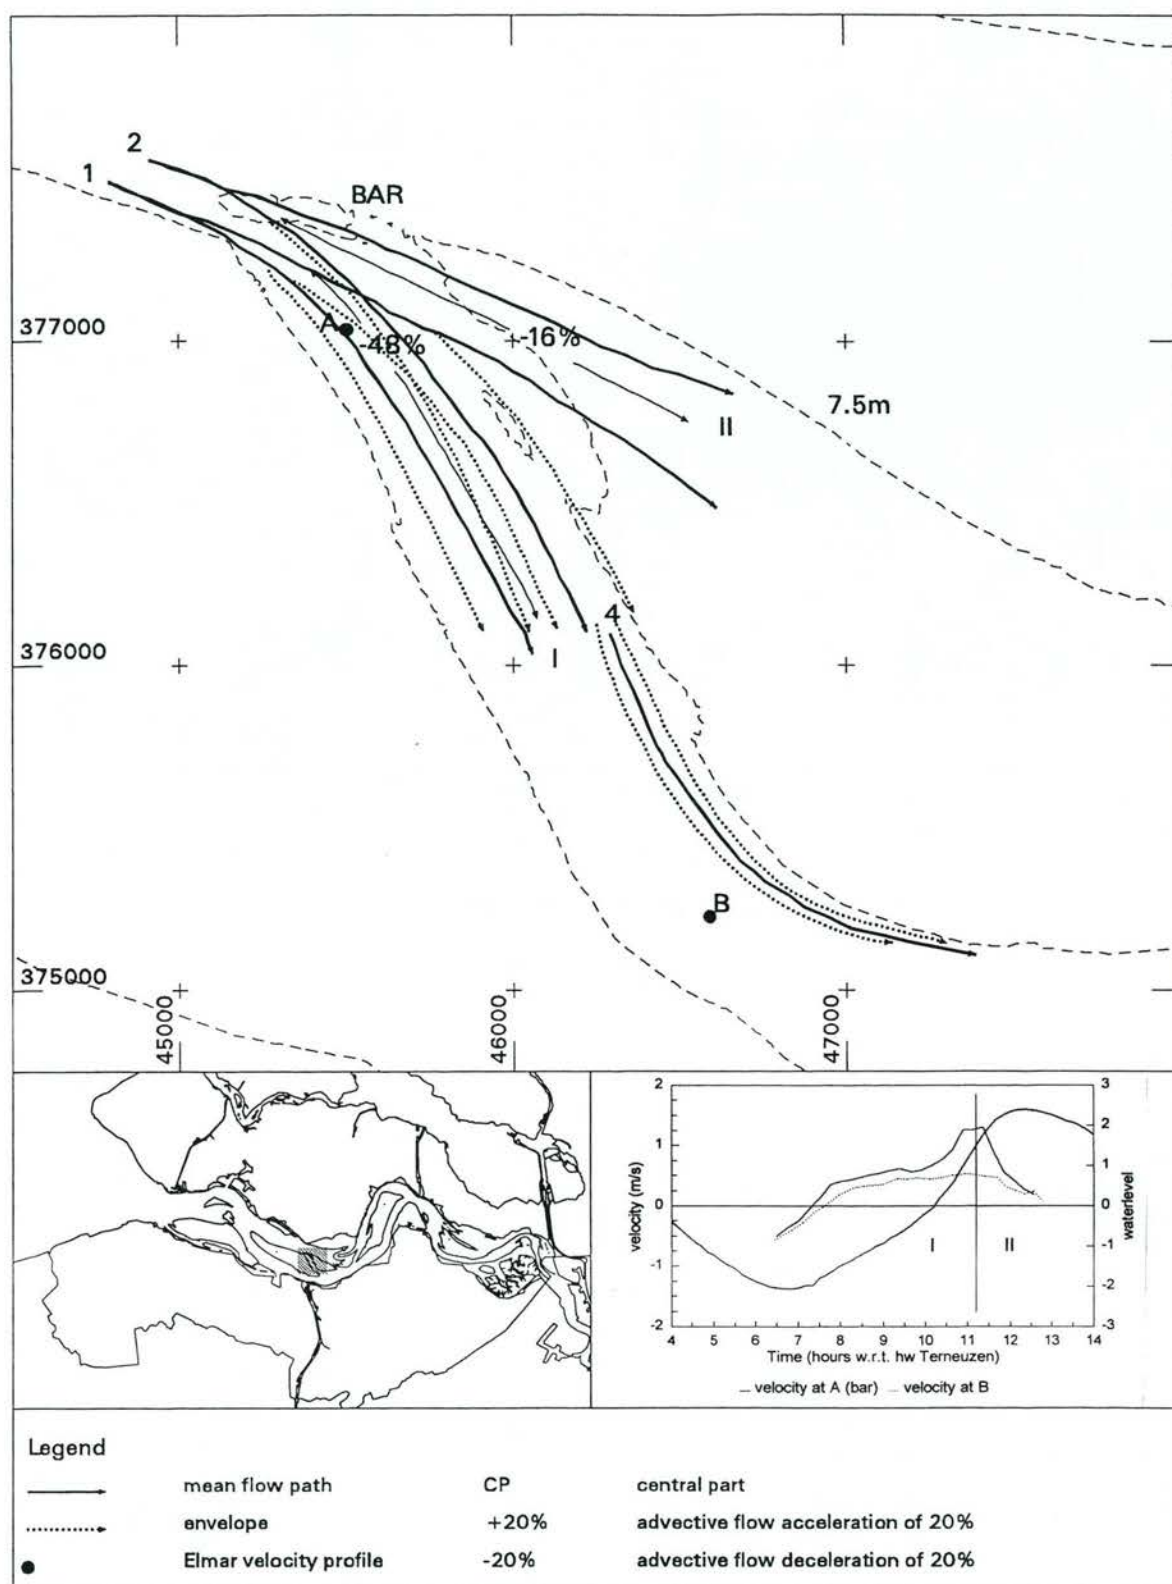 2
1
BAR
A
377000
-48%
-16%
7.5m
II
4
376000
I
B
375000
45000
46000
47000
2
1
0
-1
-2
velocity (m/s)
3
2
1
0
-1
-2
-3
waterlevel
I
II
4 5 6 7 8 9 10 11 12 13 14
Time (hours w.r.t. hw Terneuzen)
velocity at A (bar) velocity at B
Legend
mean flow path CP central part
envelope +20% advective flow acceleration of 20%
Elmar velocity profile -20% advective flow deceleration of 20%